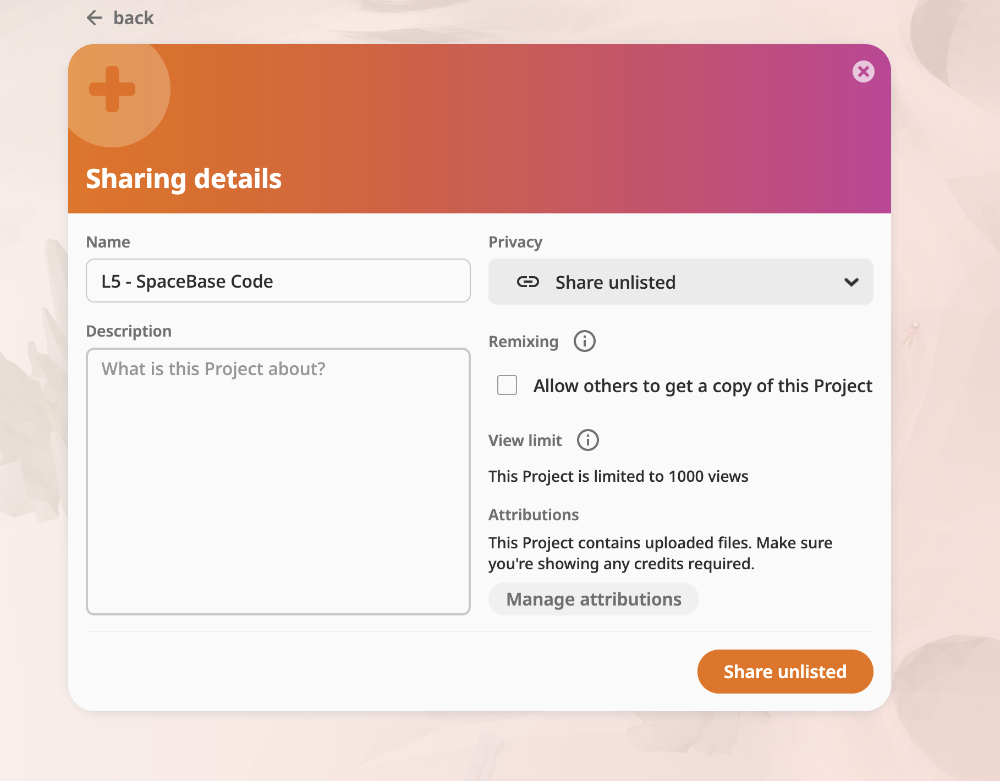 back
Sharing details
Name
L5 - SpaceBase Code
Description
What is this Project about?
Privacy
Share unlisted
Remixing
Allow others to get a copy of this Project
View limit
This Project is limited to 1000 views
Attributions
This Project contains uploaded files. Make sure
you're showing any credits required.
Manage attributions
Share unlisted